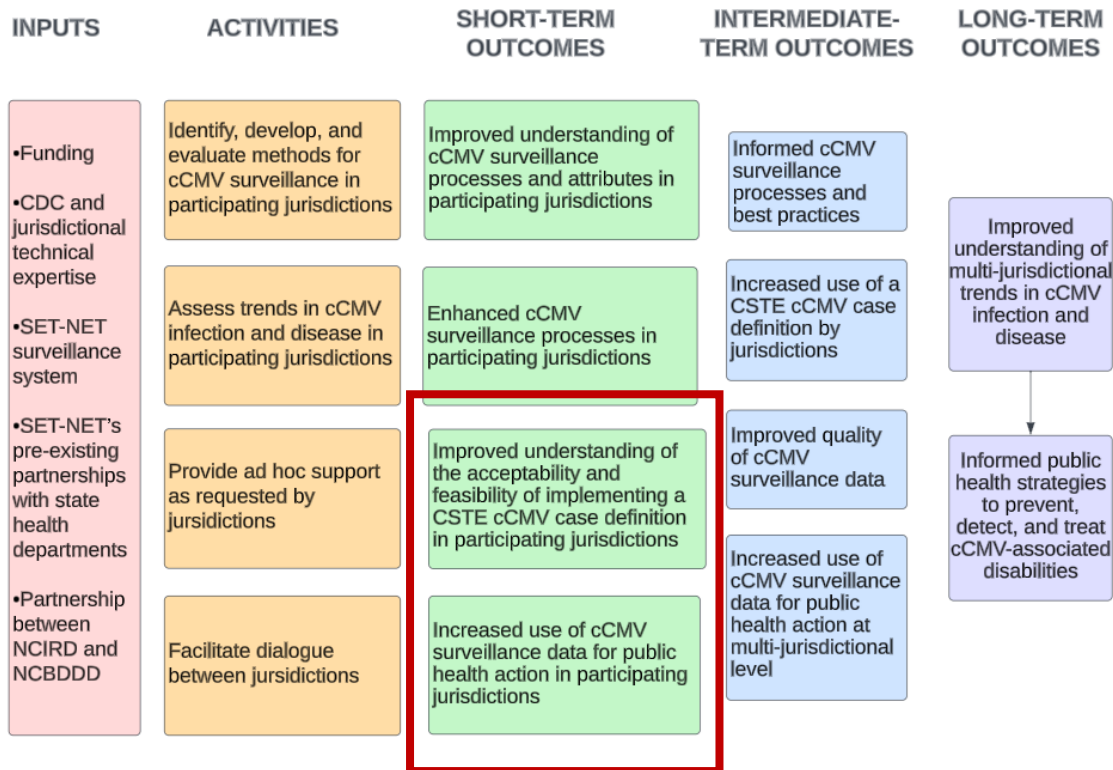 INPUTS
ACTIVITIES
SHORT-TERM
OUTCOMES
INTERMEDIATE-
TERM OUTCOMES
LONG-TERM
OUTCOMES
•Funding
•CDC and
jurisdictional
technical
expertise
•SET-NET
surveillance
system
•SET-NET's
pre-existing
partnerships
with state
health
departments
•Partnership
between
NCIRD and
NCBDDD
Identify, develop, and
evaluate methods for
cCMV surveillance in
participating jurisdictions
Assess trends in cCMV
infection and disease in
participating jurisdictions
Provide ad hoc support
as requested by
jursidictions
Facilitate dialogue
between jursidictions
Improved understanding of
cCMV surveillance
processes and attributes in
participating jurisdictions
Enhanced cCMV
surveillance processes in
participating jurisdictions
Improved understanding of
the acceptability and
feasibility of implementing a
CSTE cCMV case definition
in participating jurisdictions
Increased use of cCMV
surveillance data for public
health action in participating
jurisdictions
Informed cCMV
surveillance
processes and
best practices
Increased use of a
CSTE cCMV case
definition by
jurisdictions
Improved quality
of cCMV
surveillance data
Increased use of
cCMV surveillance
data for public
health action at
multi-jurisdictional
level
Improved
understanding of
multi-jurisdictional
trends in cCMV
infection and
disease
Informed public
health strategies
to prevent,
detect, and treat
cCMV-associated
disabilities